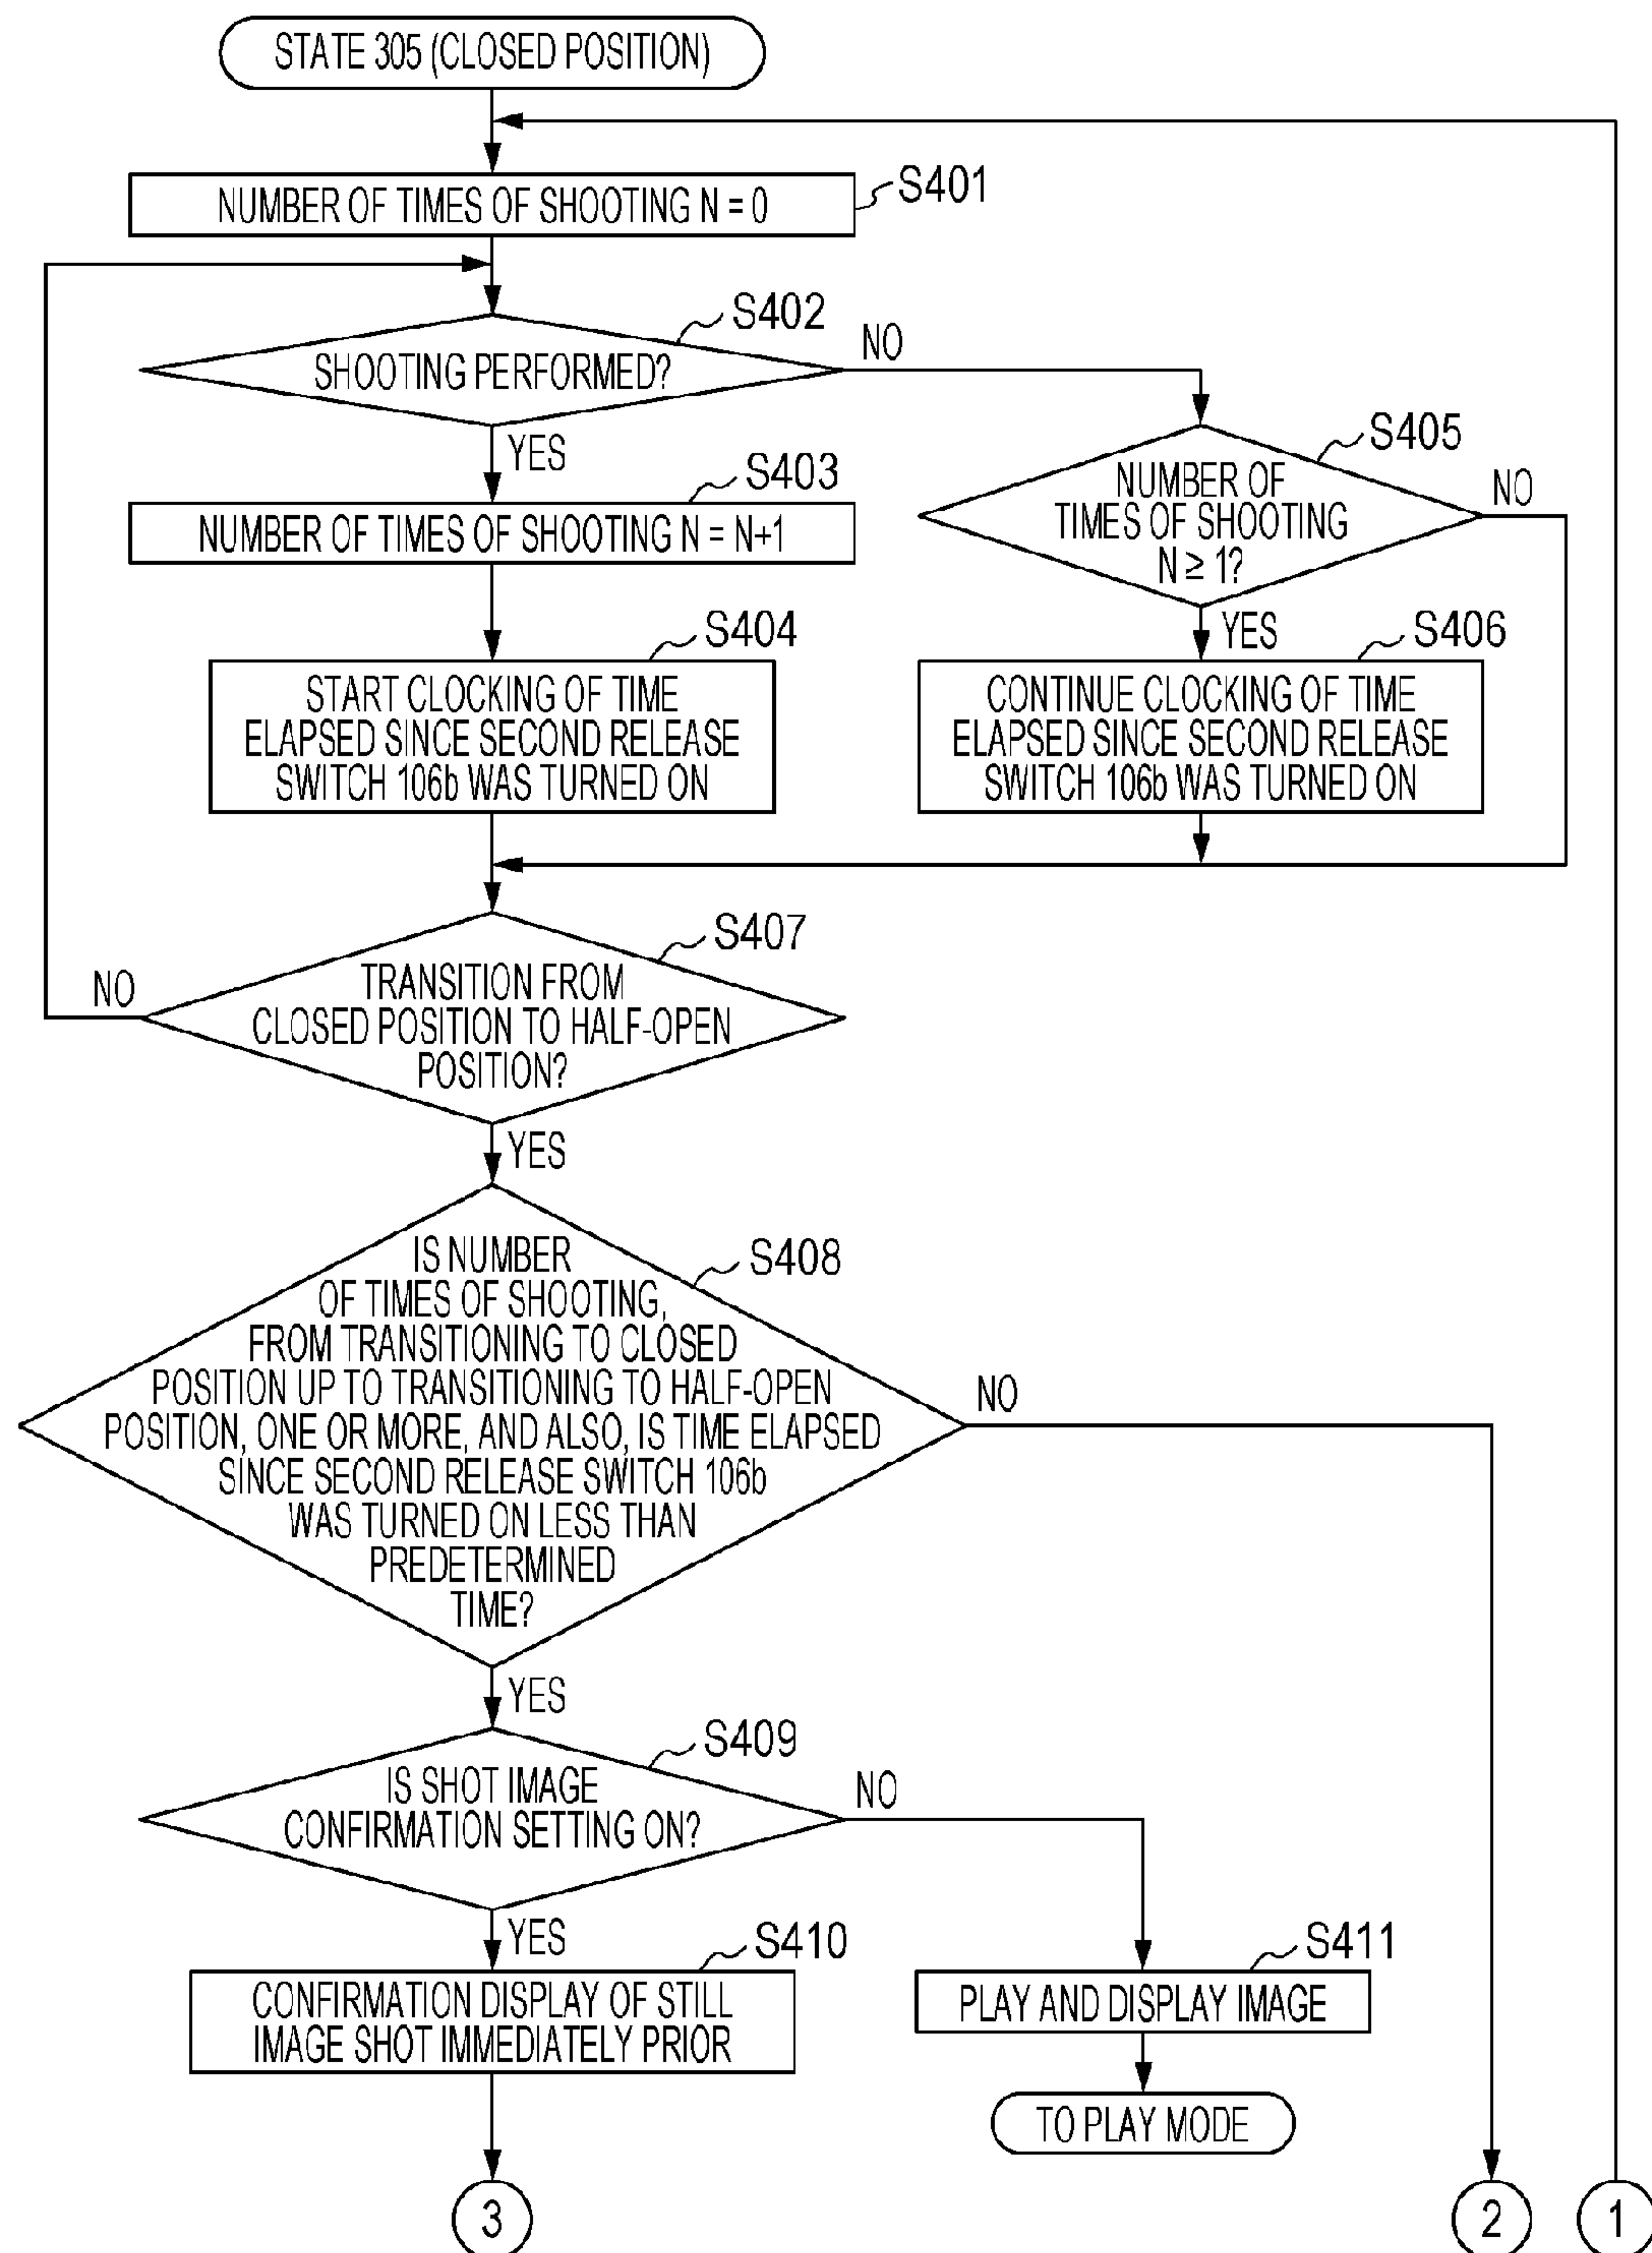 STATE 305 (CLOSED POSITION)
NUMBER OF TIMES OF SHOOTING N = 0
S401
SHOOTING PERFORMED?
S402
NO
YES
NUMBER OF TIMES OF SHOOTING N = N+1
S403
NUMBER OF
TIMES OF SHOOTING
N ≥ 1?
S405
NO
YES
START CLOCKING OF TIME
ELAPSED SINCE SECOND RELEASE
SWITCH 106b WAS TURNED ON
S404
CONTINUE CLOCKING OF TIME
ELAPSED SINCE SECOND RELEASE
SWITCH 106b WAS TURNED ON
S406
TRANSITION FROM
CLOSED POSITION TO HALF-OPEN
POSITION?
S407
NO
YES
IS NUMBER
OF TIMES OF SHOOTING,
FROM TRANSITIONING TO CLOSED
POSITION UP TO TRANSITIONING TO HALF-OPEN
POSITION, ONE OR MORE, AND ALSO, IS TIME ELAPSED
SINCE SECOND RELEASE SWITCH 106b
WAS TURNED ON LESS THAN
PREDETERMINED
TIME?
S408
NO
YES
IS SHOT IMAGE
CONFIRMATION SETTING ON?
S409
NO
YES
CONFIRMATION DISPLAY OF STILL
IMAGE SHOT IMMEDIATELY PRIOR
S410
PLAY AND DISPLAY IMAGE
S411
TO PLAY MODE
3
2
1